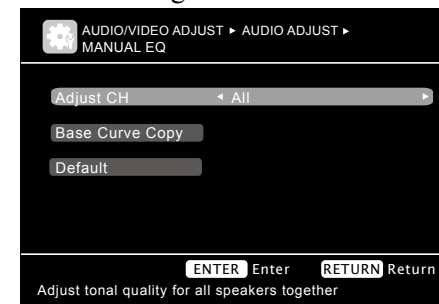 AUDIO/VIDEO ADJUST ▸ AUDIO ADJUST ▸
MANUAL EQ
Adjust CH ◂ All ▸
Base Curve Copy
Default
ENTER Enter RETURN Return
Adjust tonal quality for all speakers together